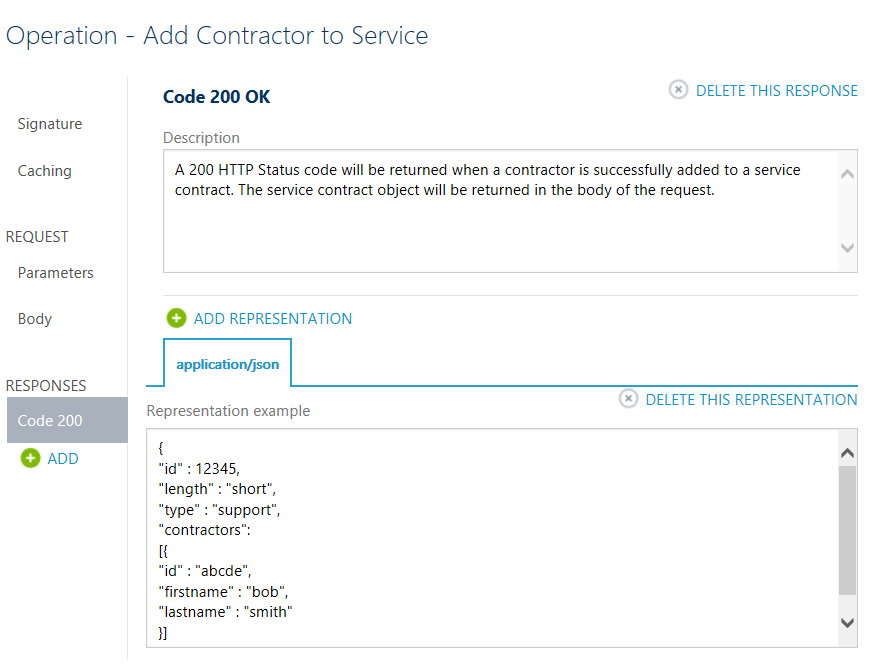 Operation - Add Contractor to Service
Signature
Caching
REQUEST
Parameters
Body
RESPONSES
Code 200
ADD
Code 200 OK
DELETE THIS RESPONSE
Description
A 200 HTTP Status code will be returned when a contractor is successfully added to a service
contract. The service contract object will be returned in the body of the request.
ADD REPRESENTATION
application/json
DELETE THIS REPRESENTATION
Representation example
{
"id" : 12345,
"length" : "short",
"type" : "support",
"contractors":
[{
"id" : "abcde",
"firstname" : "bob",
"lastname" : "smith"
}]